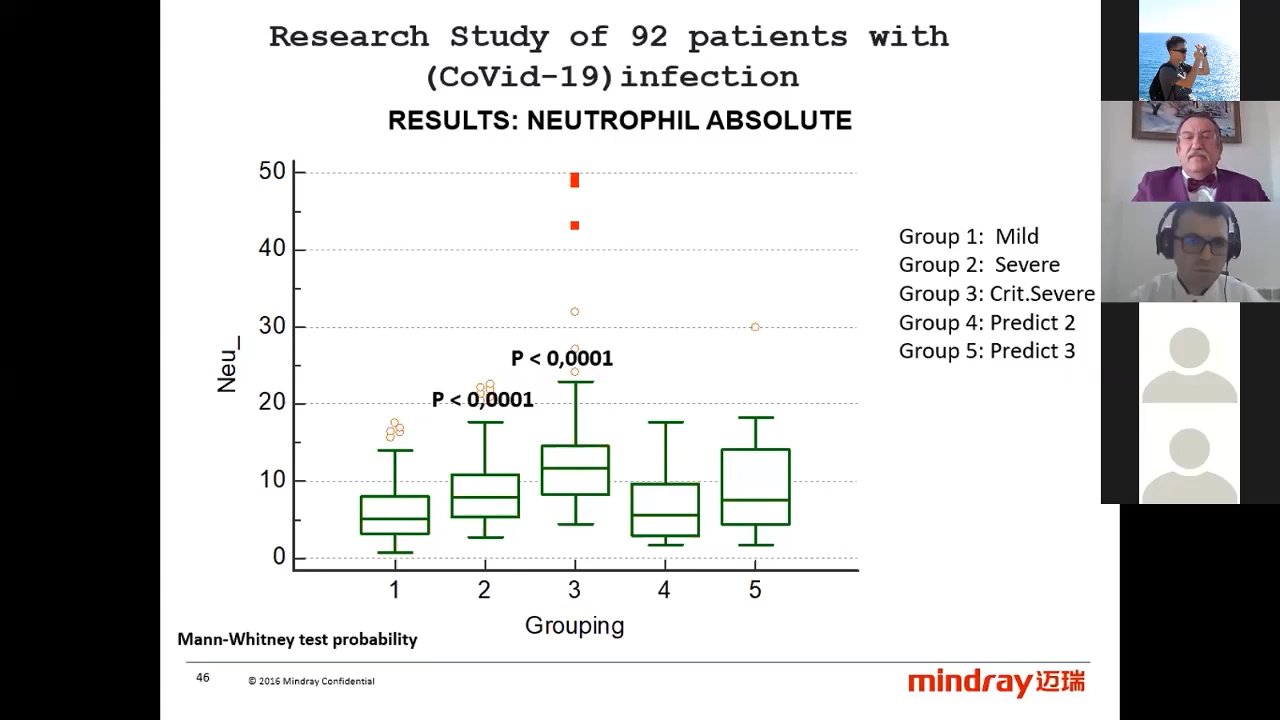 Research Study of 92 patients with
(CoVid-19)infection
RESULTS: NEUTROPHIL ABSOLUTE
50
40
30
20
10
0
Neu_
P < 0,0001
P < 0,0001
1 2 3 4 5
Grouping
Group 1: Mild
Group 2: Severe
Group 3: Crit.Severe
Group 4: Predict 2
Group 5: Predict 3
Mann-Whitney test probability
46 © 2016 Mindray Confidential
mindray迈瑞